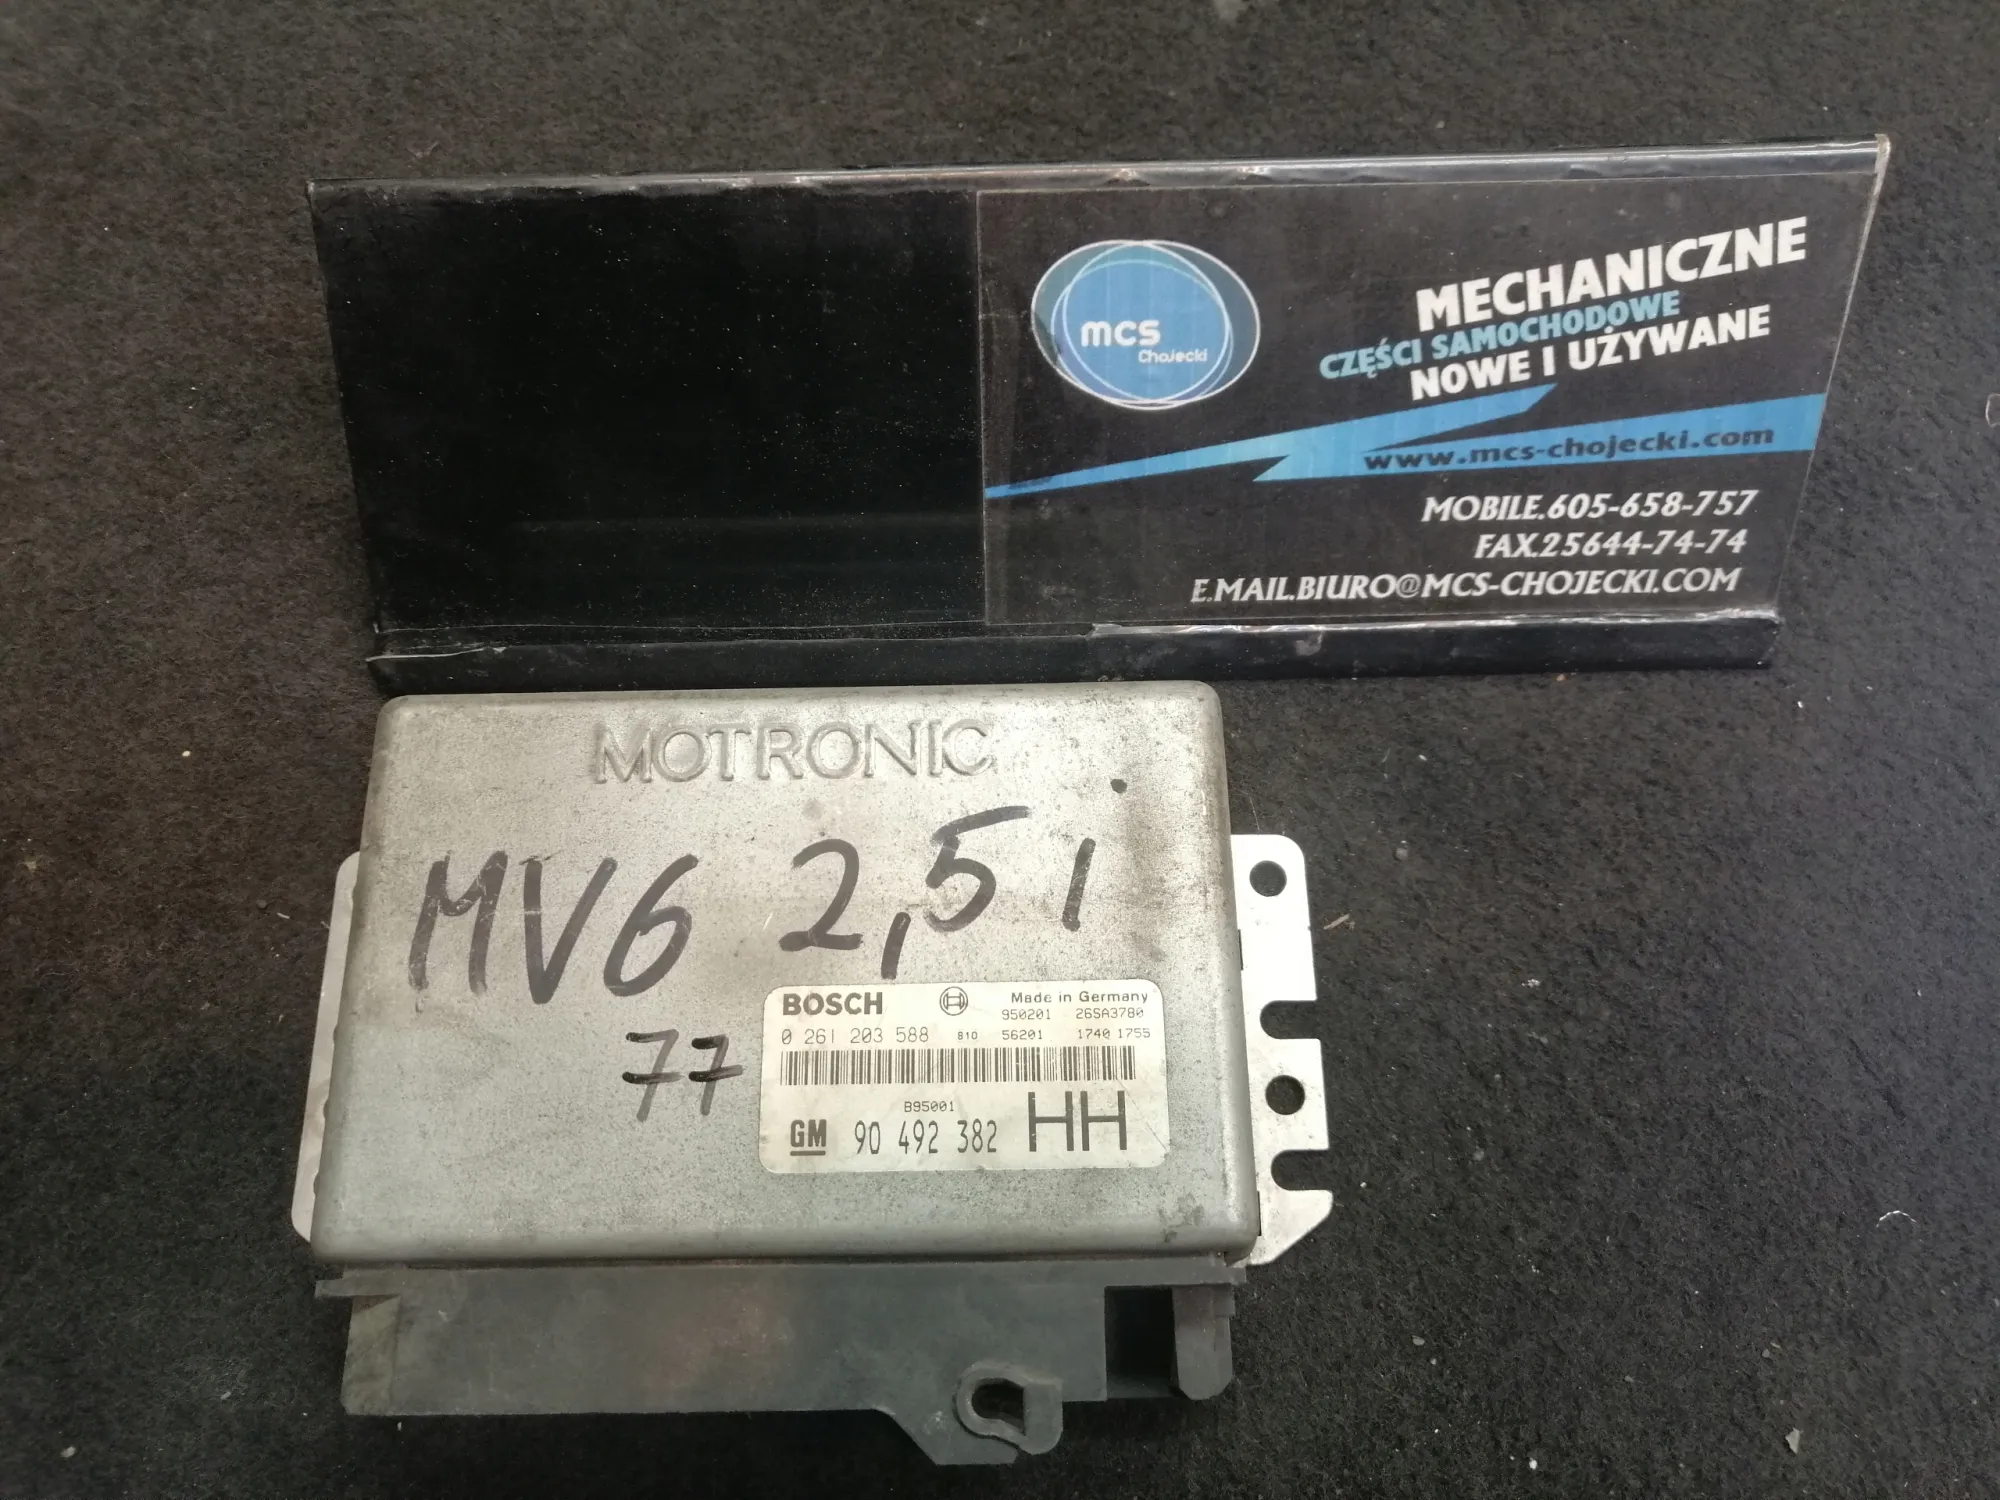 mcs
Chojecki
MECHANICZNE
CZĘŚCI SAMOCHODOWE
NOWE I UŻYWANE
www.mcs-chojecki.com
MOBILE.605-658-757
FAX.25644-74-74
E.MAIL.BIURO@MCS-CHOJECKI.COM
MOTRONIC
MV6 2,5i
77
BOSCH Made in Germany
950201 26SA3780
0 261 203 588 810 56201 1740 1755
B95001
GM 90 492 382 HH